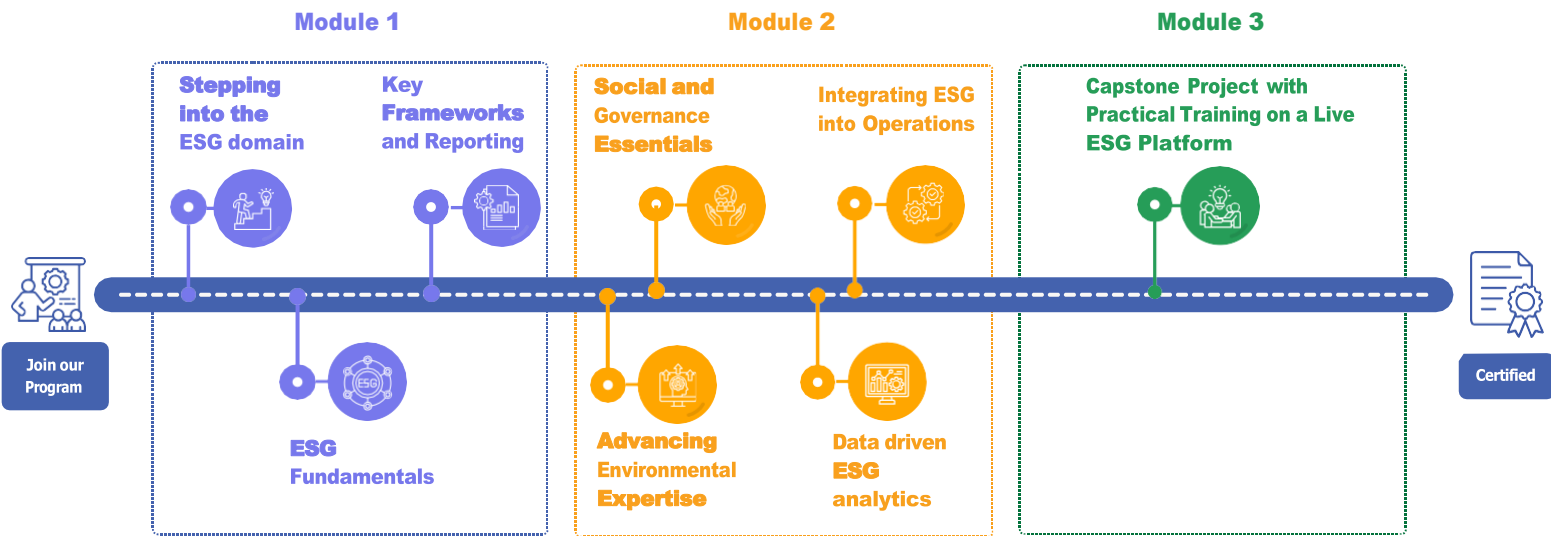 Module 1
Module 2
Module 3
Stepping
into the
ESG domain
Key
Frameworks
and Reporting
Social and
Governance
Essentials
Integrating ESG
into Operations
Capstone Project with
Practical Training on a Live
ESG Platform
Join our
Program
Certified
ESG
ESG
Fundamentals
Advancing
Environmental
Expertise
Data driven
ESG
analytics